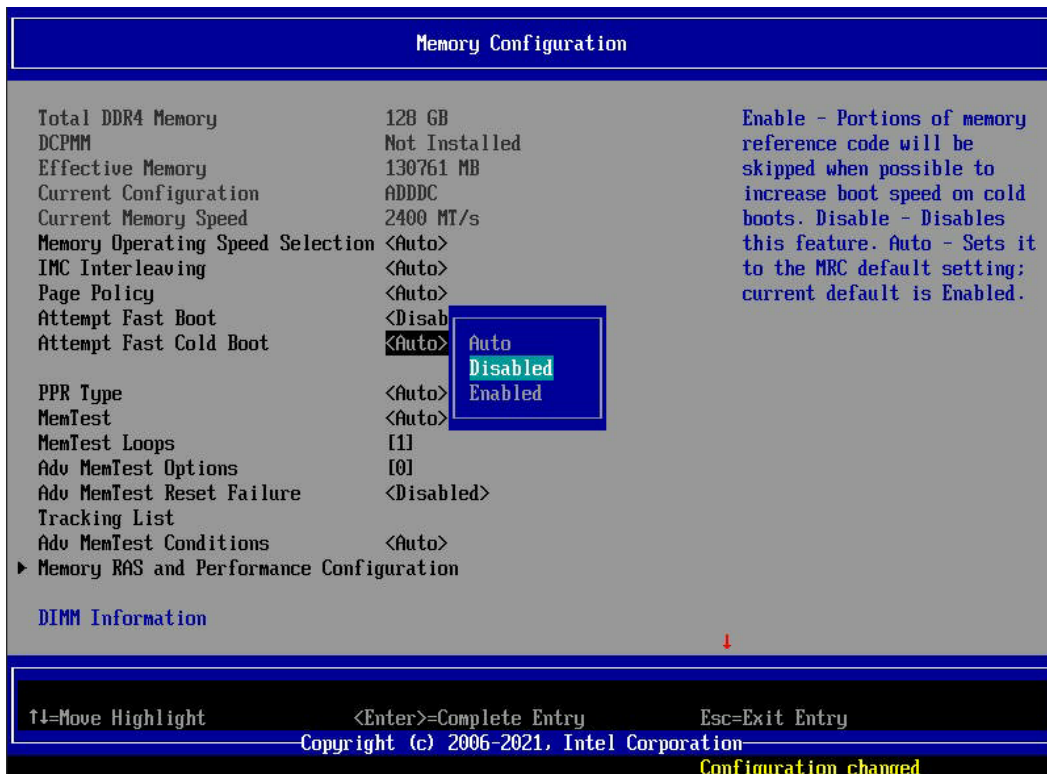 Memory Configuration
Total DDR4 Memory 128 GB
DCPMM Not Installed
Effective Memory 130761 MB
Current Configuration ADDDC
Current Memory Speed 2400 MT/s
Memory Operating Speed Selection <Auto>
IMC Interleaving <Auto>
Page Policy <Auto>
Attempt Fast Boot <Disab
Attempt Fast Cold Boot <Auto>
PPR Type <Auto>
MemTest <Auto>
MemTest Loops [1]
Adv MemTest Options [0]
Adv MemTest Reset Failure <Disabled>
Tracking List
Adv MemTest Conditions <Auto>
Memory RAS and Performance Configuration
DIMM Information
Auto
Disabled
Enabled
Enable - Portions of memory
reference code will be
skipped when possible to
increase boot speed on cold
boots. Disable - Disables
this feature. Auto - Sets it
to the MRC default setting;
current default is Enabled.
↑↓=Move Highlight <Enter>=Complete Entry Esc=Exit Entry
Copyright (c) 2006-2021, Intel Corporation
Configuration changed